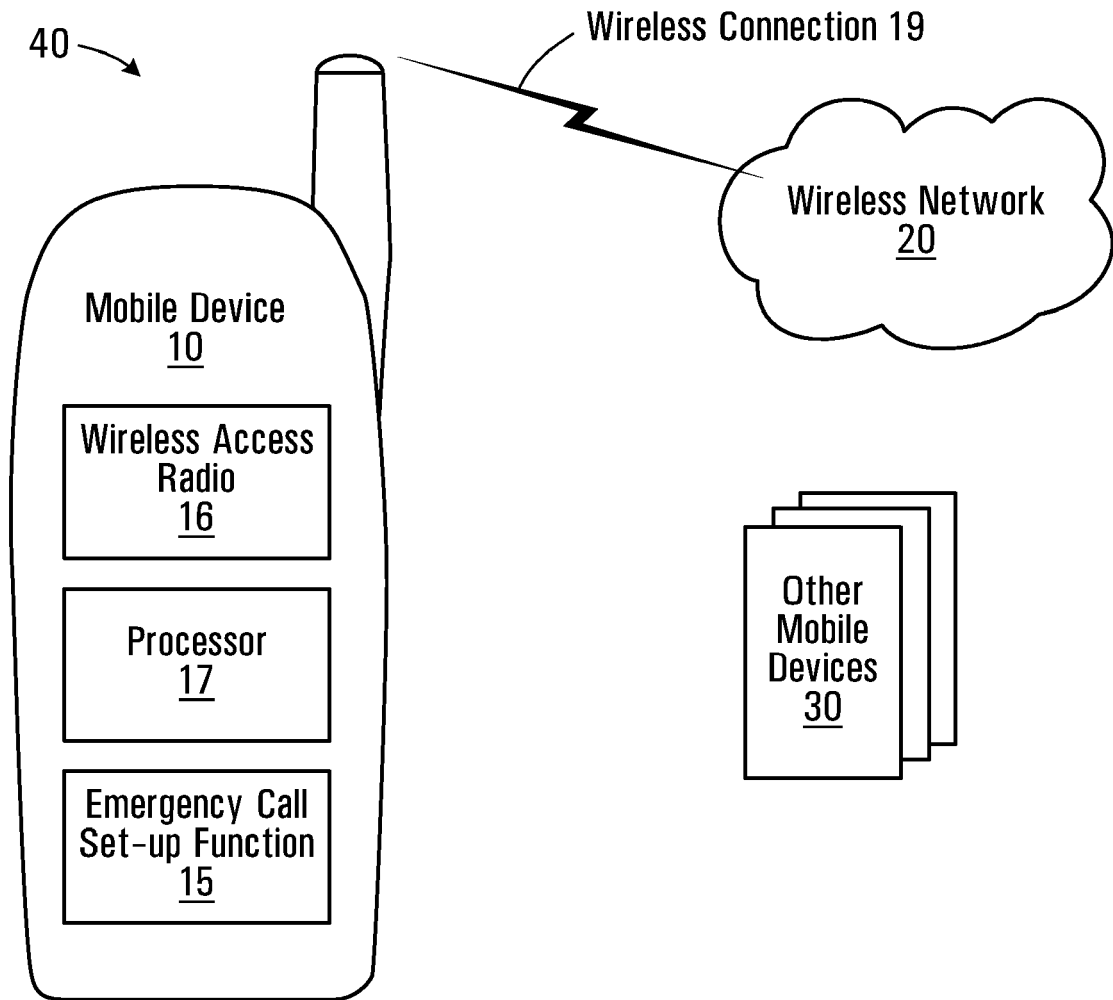 40
Wireless Connection 19
Wireless Network
20
Mobile Device
10
Wireless Access
Radio
16
Processor
17
Emergency Call
Set-up Function
15
Other
Mobile
Devices
30